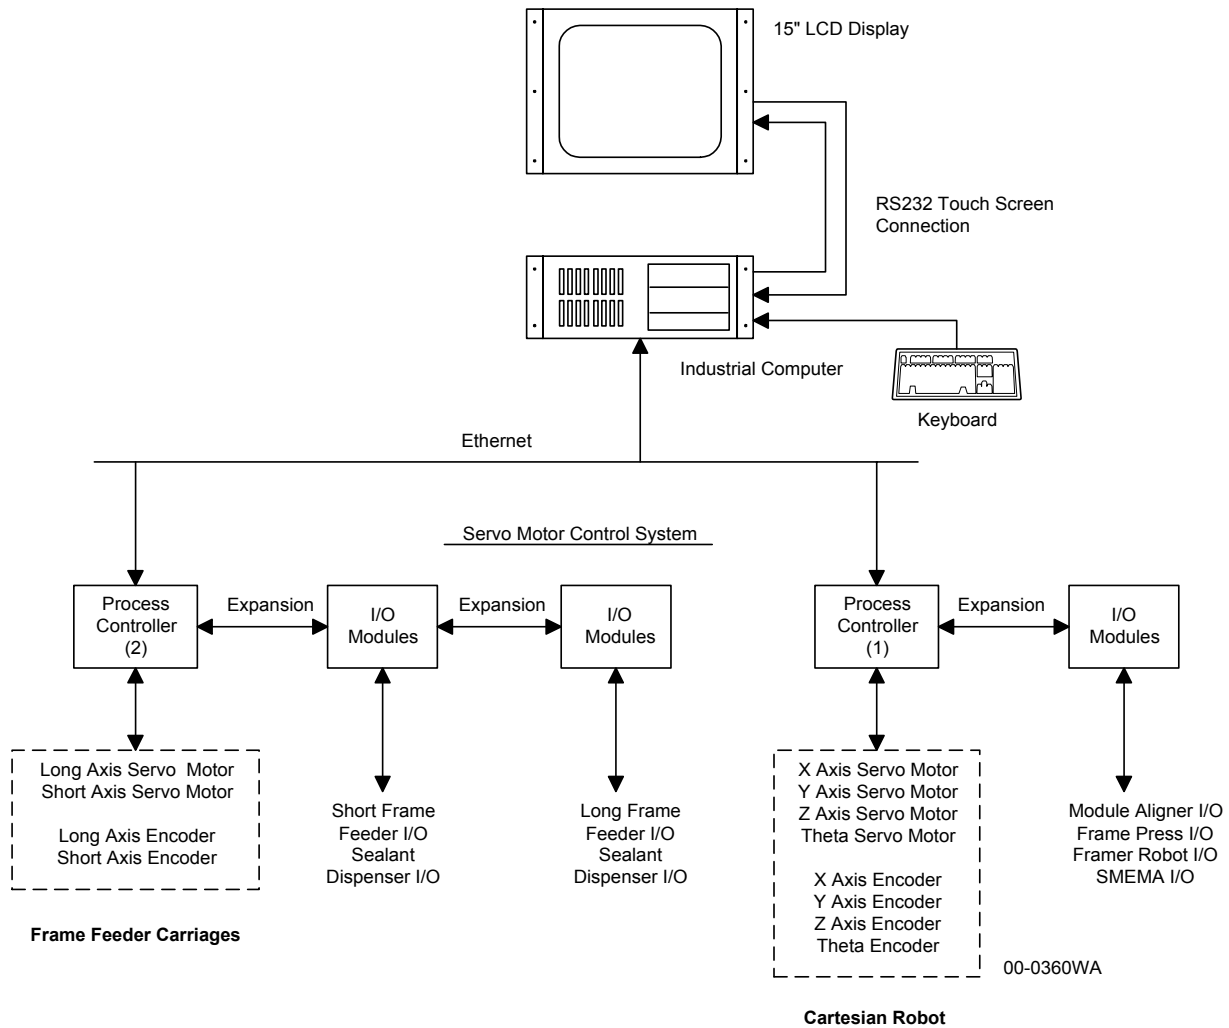 15" LCD Display
RS232 Touch Screen
Connection
Industrial Computer
Keyboard
Ethernet
Servo Motor Control System
Process
Controller
(2)
Expansion
I/O
Modules
Expansion
I/O
Modules
Process
Controller
(1)
Expansion
I/O
Modules
Long Axis Servo Motor
Short Axis Servo Motor
Long Axis Encoder
Short Axis Encoder
Frame Feeder Carriages
Short Frame
Feeder I/O
Sealant
Dispenser I/O
Long Frame
Feeder I/O
Sealant
Dispenser I/O
X Axis Servo Motor
Y Axis Servo Motor
Z Axis Servo Motor
Theta Servo Motor
X Axis Encoder
Y Axis Encoder
Z Axis Encoder
Theta Encoder
Module Aligner I/O
Frame Press I/O
Framer Robot I/O
SMEMA I/O
00-0360WA
Cartesian Robot